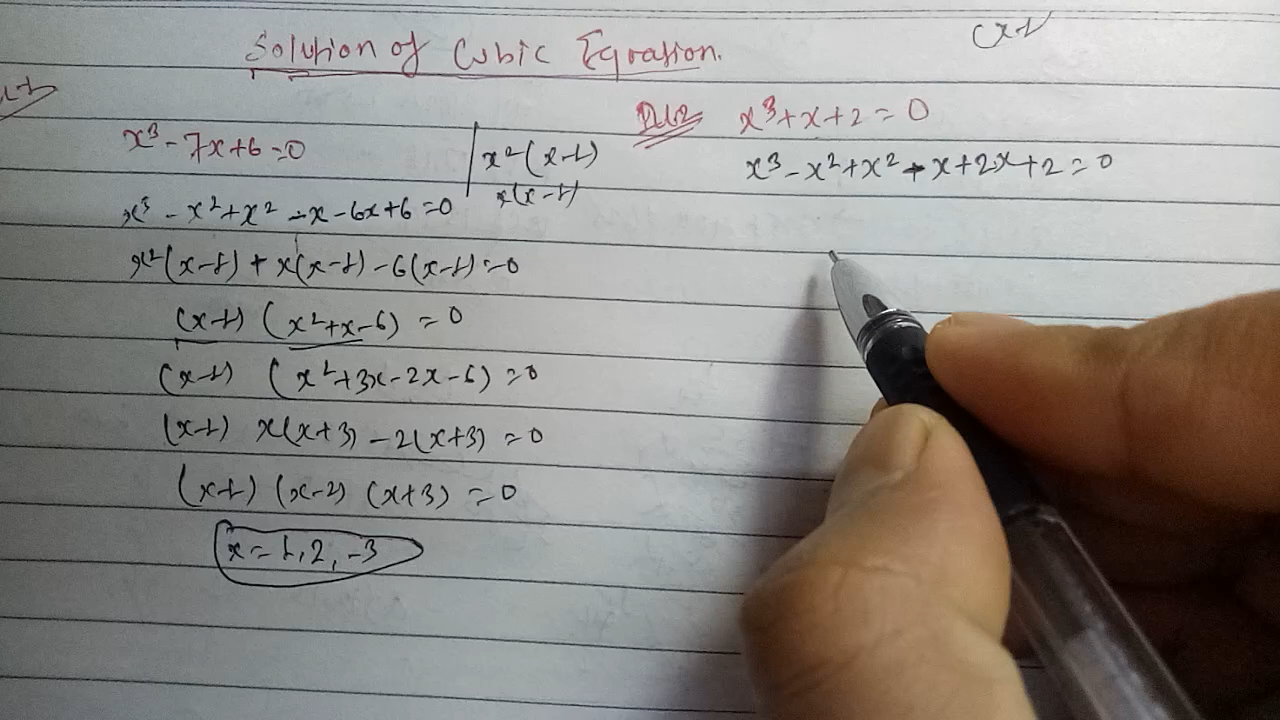 Solution of Cubic Equation.
x³ - 7x + 6 = 0
x²(x-1)
x(x-1)
x³ - x² + x² - x - 6x + 6 = 0
x²(x-1) + x(x-1) - 6(x-1) = 0
(x-1) (x²+x-6) = 0
(x-1) (x²+3x-2x-6) = 0
(x-1) x(x+3) - 2(x+3) = 0
(x-1) (x-2) (x+3) = 0
x = 1, 2, -3
x³ + x + 2 = 0
x³ - x² + x² - x + 2x + 2 = 0